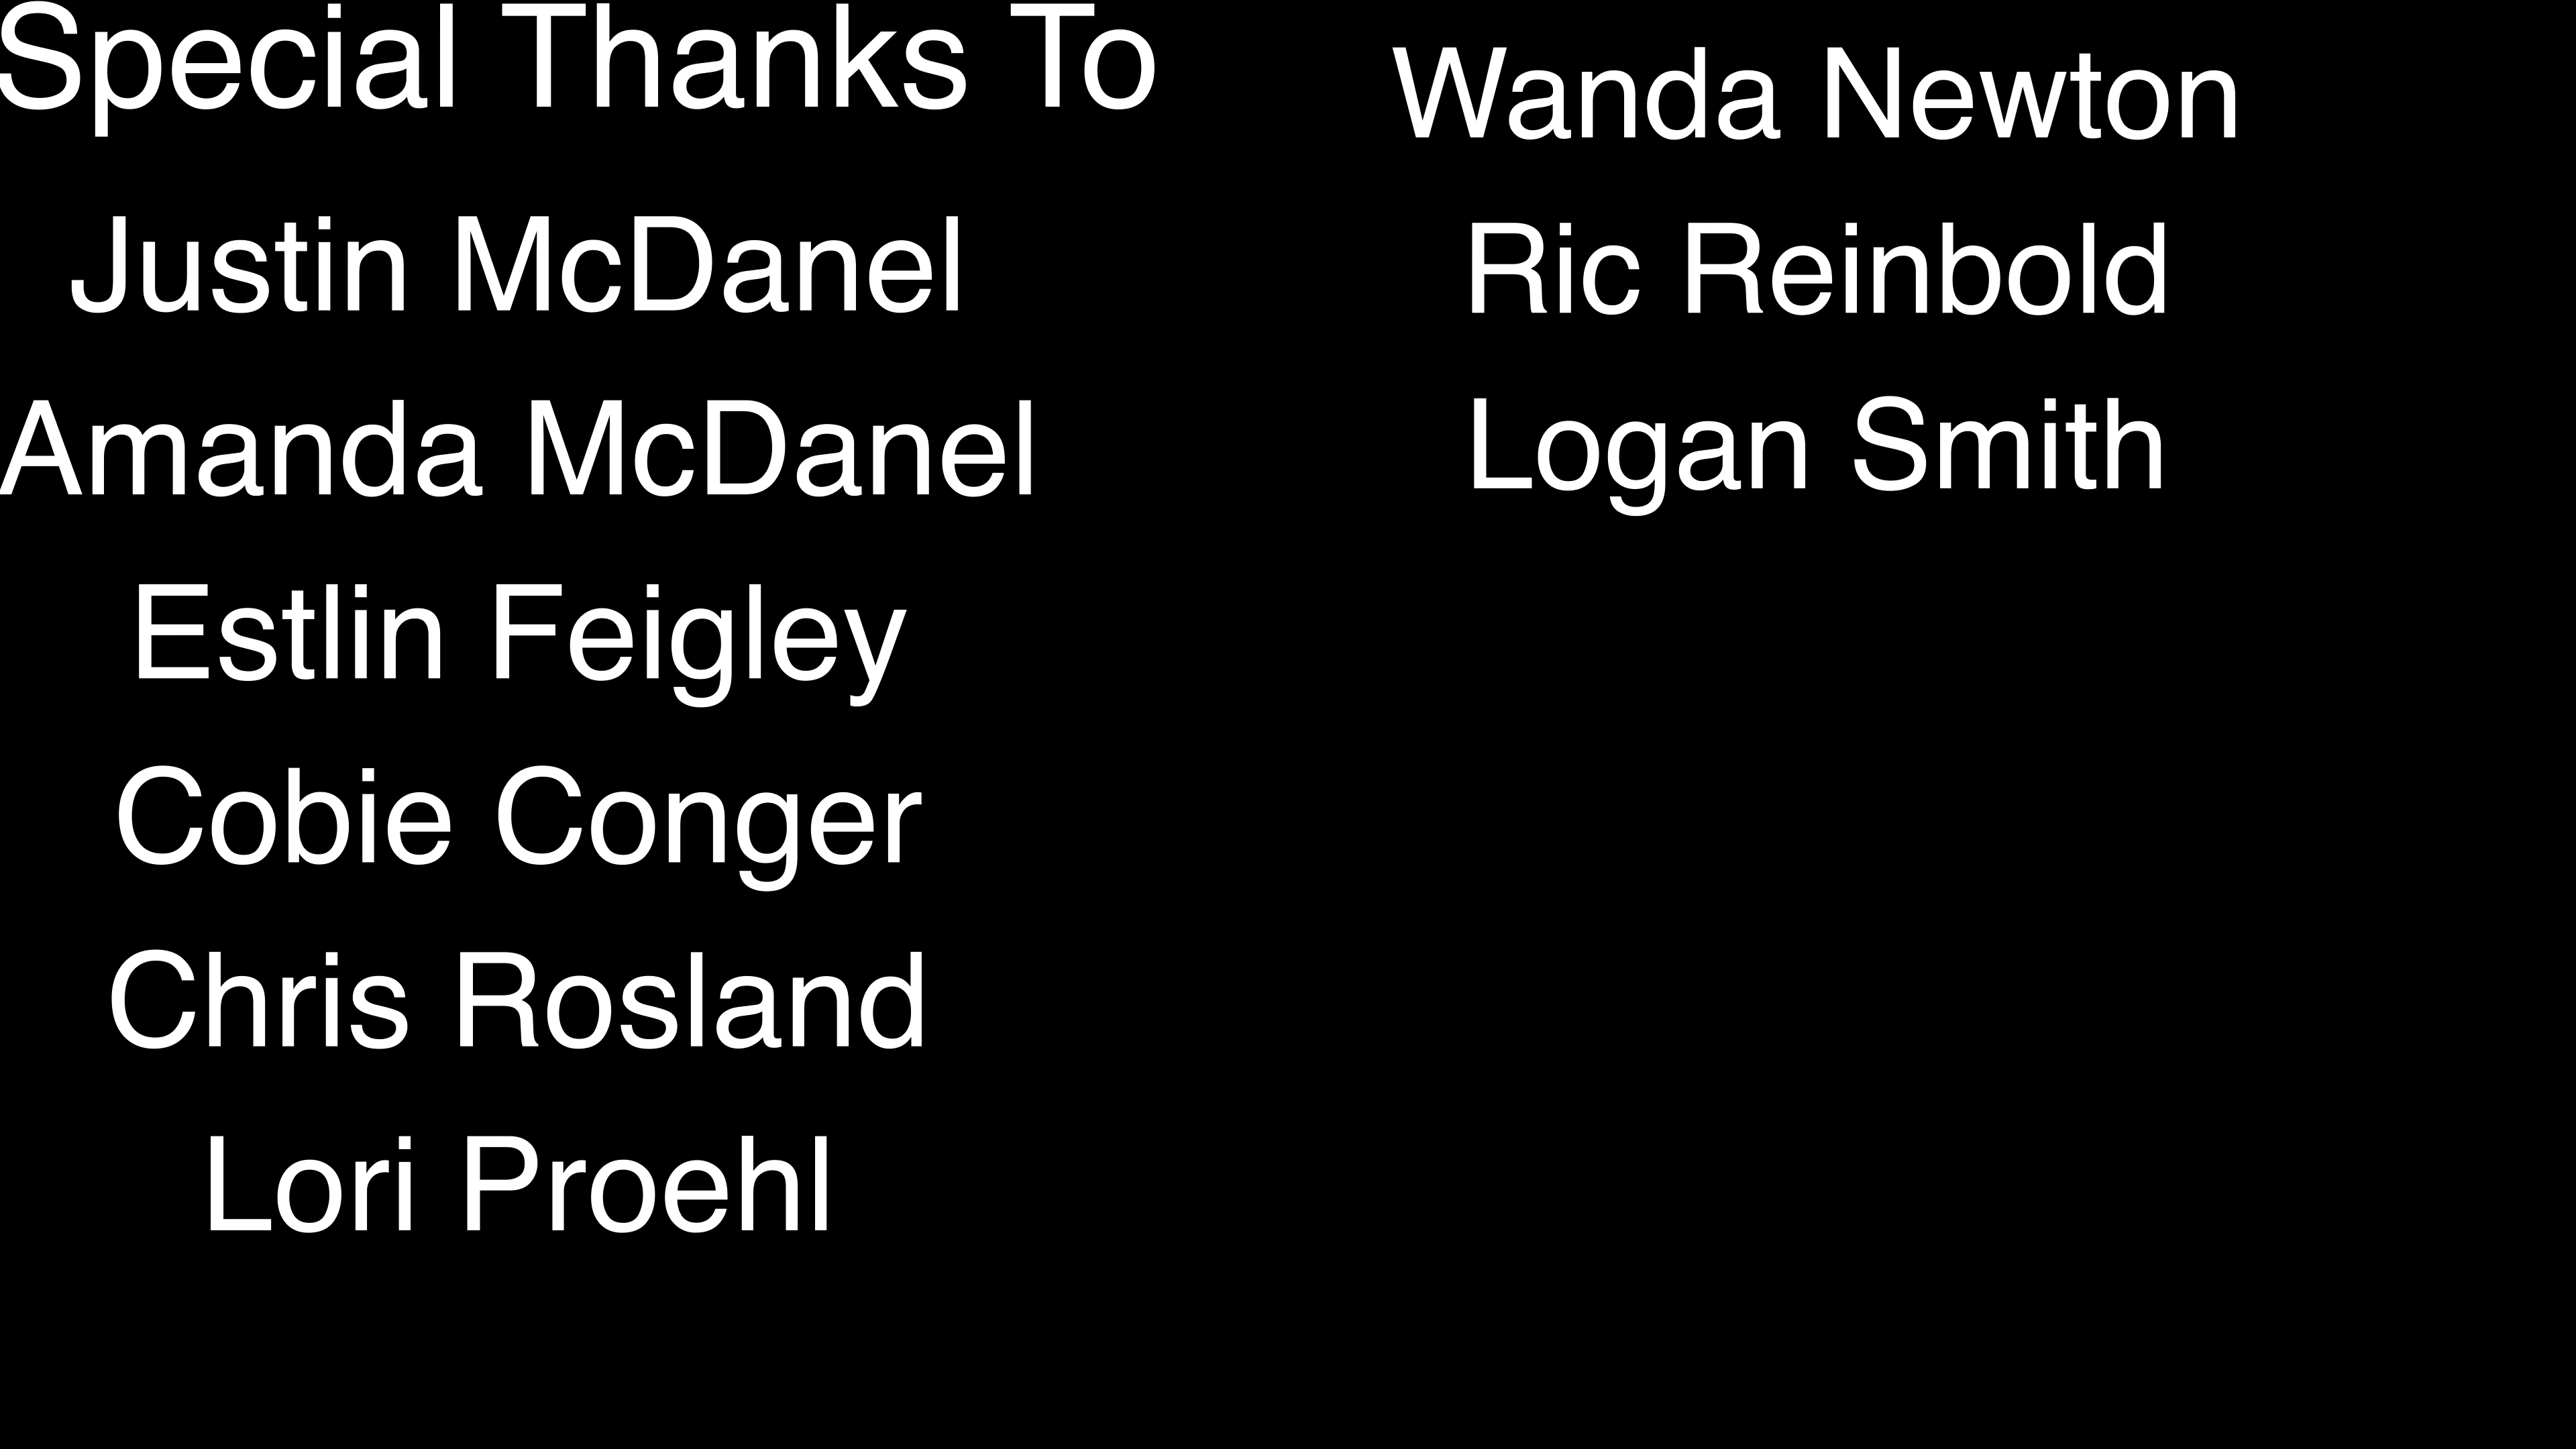 Special Thanks To
Justin McDanel
Amanda McDanel
Estlin Feigley
Cobie Conger
Chris Rosland
Lori Proehl
Wanda Newton
Ric Reinbold
Logan Smith